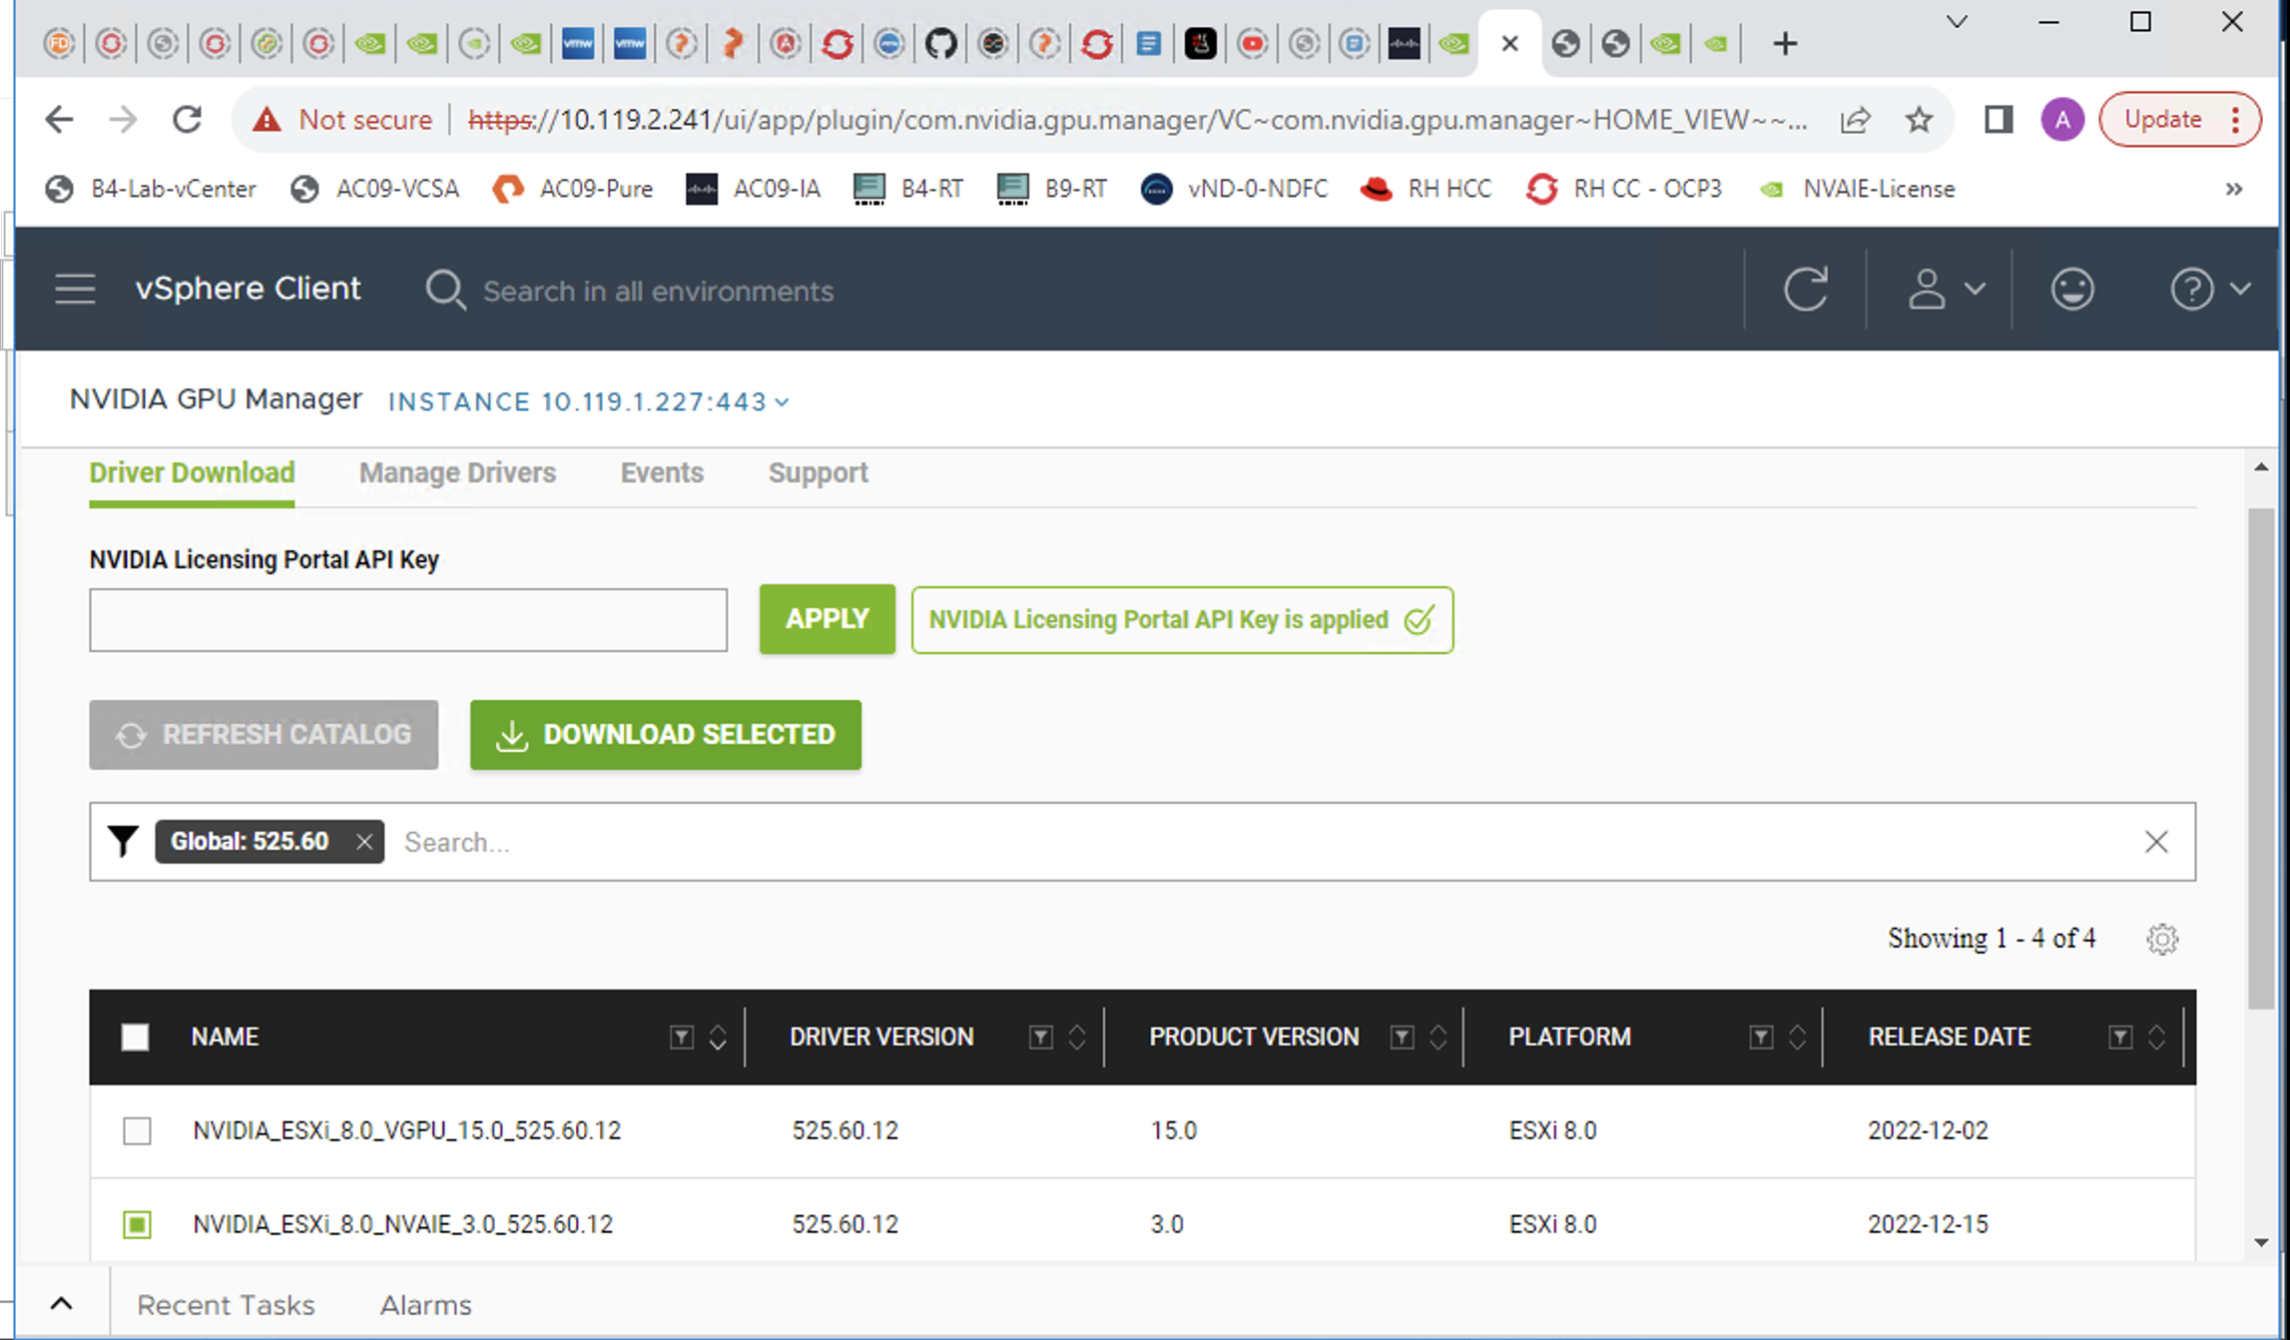 Not secure https://10.119.2.241/ui/app/plugin/com.nvidia.gpu.manager/VC~com.nvidia.gpu.manager~HOME_VIEW~~... A Update
B4-Lab-vCenter AC09-VCSA AC09-Pure AC09-IA B4-RT B9-RT vND-0-NDFC RH HCC RH CC - OCP3 NVAIE-License »
vSphere Client Search in all environments
NVIDIA GPU Manager INSTANCE 10.119.1.227:443
Driver Download Manage Drivers Events Support
NVIDIA Licensing Portal API Key
APPLY NVIDIA Licensing Portal API Key is applied
REFRESH CATALOG DOWNLOAD SELECTED
Global: 525.60 Search...
Showing 1 - 4 of 4
NAME DRIVER VERSION PRODUCT VERSION PLATFORM RELEASE DATE
NVIDIA_ESXi_8.0_VGPU_15.0_525.60.12 525.60.12 15.0 ESXi 8.0 2022-12-02
NVIDIA_ESXi_8.0_NVAIE_3.0_525.60.12 525.60.12 3.0 ESXi 8.0 2022-12-15
Recent Tasks Alarms